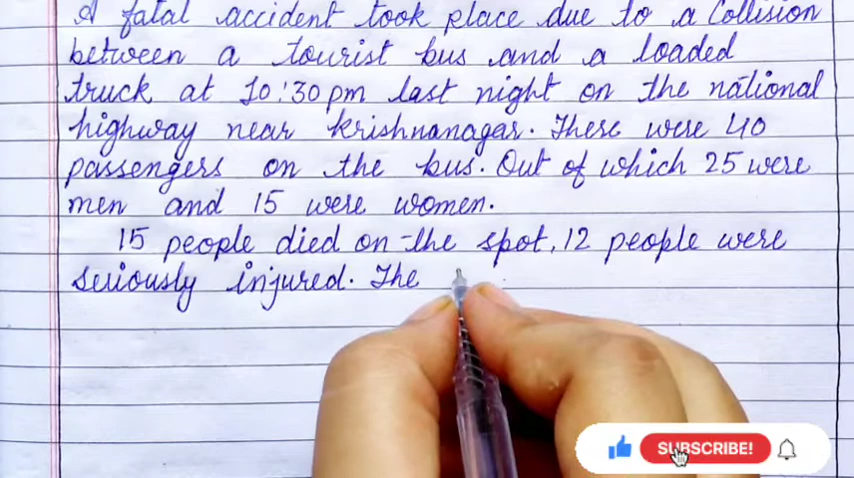 A fatal accident took place due to a Collision
between a tourist bus and a loaded
truck at 10:30 pm last night on the national
highway near Krishnanagar. There were 40
passengers on the bus. Out of which 25 were
men and 15 were women.
15 people died on the spot, 12 people were
seriously injured. The
SUBSCRIBE!